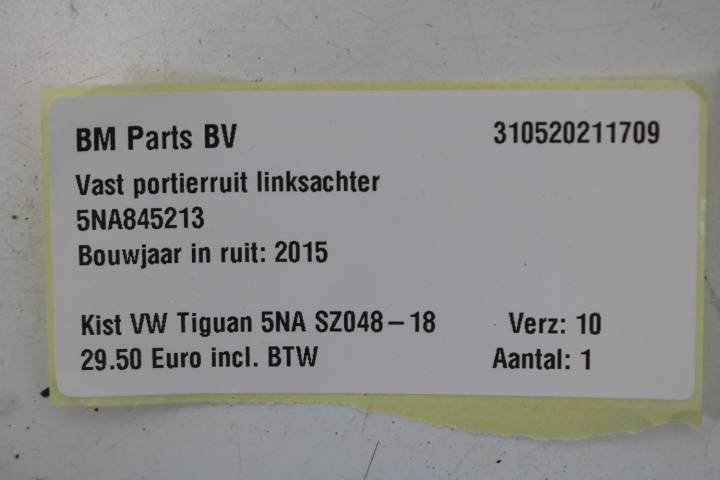 BM Parts BV 310520211709
Vast portierruit linksachter
5NA845213
Bouwjaar in ruit: 2015
Kist VW Tiguan 5NA SZ048-18 Verz: 10
29.50 Euro incl. BTW Aantal: 1